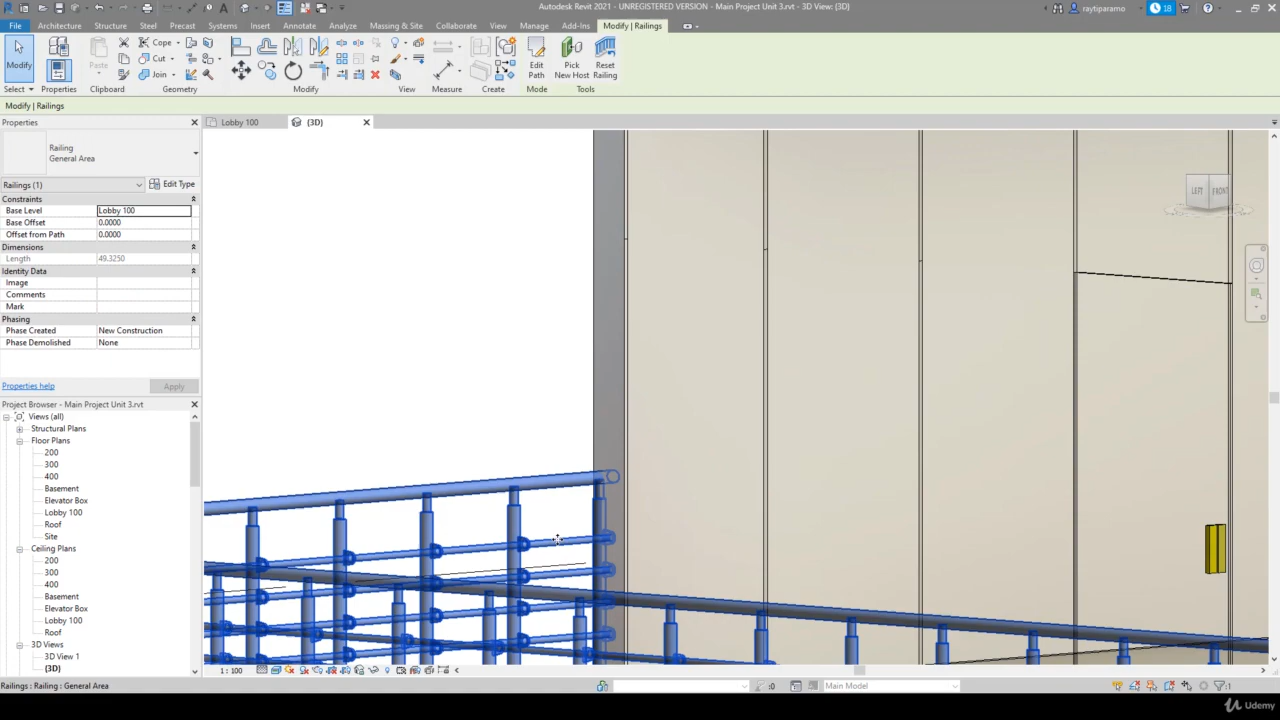 Autodesk Revit 2021 - UNREGISTERED VERSION - Main Project Unit 3.rvt - 3D View: {3D}
raytiparamo
18
File
Architecture
Structure
Steel
Precast
Systems
Insert
Annotate
Analyze
Massing & Site
Collaborate
View
Manage
Add-Ins
Modify | Railings
Modify
Paste
Cope
Cut
Join
Edit Path
Pick New Host
Reset Railing
Select
Properties
Clipboard
Geometry
Modify
View
Measure
Create
Mode
Tools
Modify | Railings
Properties
Lobby 100
{3D}
Railing
General Area
Railings (1)
Edit Type
Constraints
Base Level Lobby 100
Base Offset 0.0000
Offset from Path 0.0000
Dimensions
Length 49.3250
Identity Data
Image
Comments
Mark
Phasing
Phase Created New Construction
Phase Demolished None
Properties help
Apply
Project Browser - Main Project Unit 3.rvt
Views (all)
Structural Plans
Floor Plans
200
300
400
Basement
Elevator Box
Lobby 100
Roof
Site
Ceiling Plans
200
300
400
Basement
Elevator Box
Lobby 100
Roof
3D Views
3D View 1
{3D}
LEFT
FRONT
1 : 100
Railings : Railing : General Area
:0
Main Model
:1
Udemy